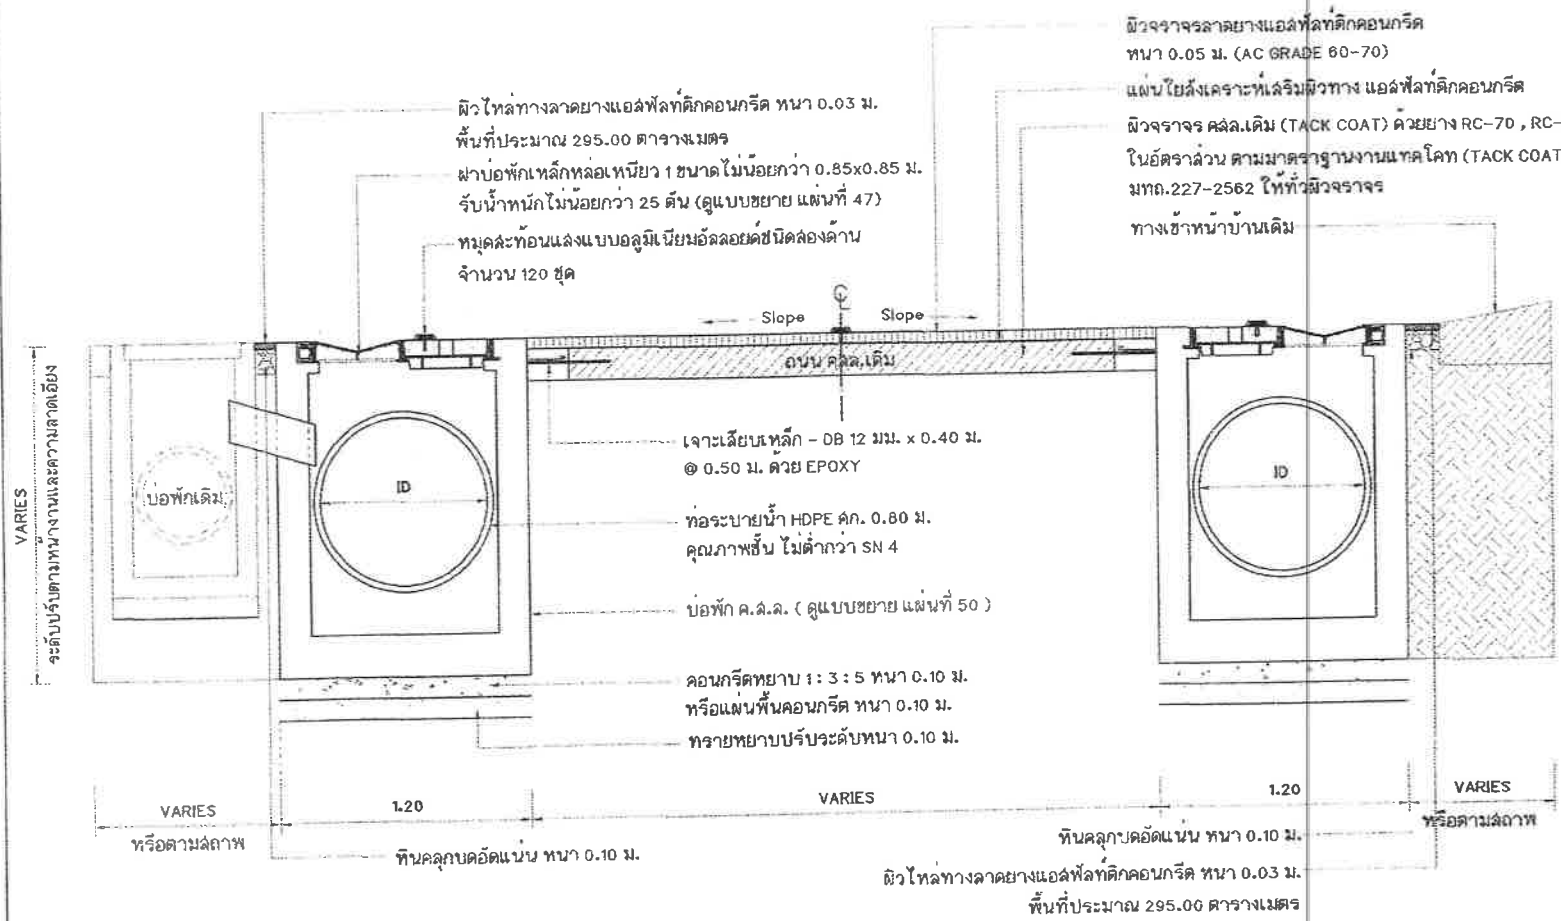 ผิวจราจรลาดยางแอสฟัลท์ติกคอนกรีต
หนา 0.05 ม. (AC GRADE 60-70)
แผ่นใยสังเคราะห์เสริมผิวทาง แอสฟัลท์ติกคอนกรีต
ผิวจราจร คสล.เดิม (TACK COAT) ด้วยยาง RC-70 , RC-
ในอัตราส่วน ตามมาตราฐานงานแทคโคท (TACK COAT
มทถ.227-2562 ให้ทั่วผิวจราจร
ทางเข้าหน้าบ้านเดิม
ผิวไหล่ทางลาดยางแอสฟัลท์ติกคอนกรีต หนา 0.03 ม.
พื้นที่ประมาณ 295.00 ตารางเมตร
ฝาบ่อพักเหล็กหล่อเหนียว 1 ขนาดไม่น้อยกว่า 0.85x0.85 ม.
รับน้ำหนักไม่น้อยกว่า 25 ตัน (ดูแบบขยาย แผ่นที่ 47)
หมุดสะท้อนแสงแบบอลูมิเนียมอัลลอยด์ชนิดสองด้าน
จำนวน 120 ชุด
Slope
Slope
ถนน คสล.เดิม
VARIES
ระดับปรับตามหน้างานและความลาดเอียง
บ่อพักเดิม
ID
ID
เจาะเสียบเหล็ก - DB 12 มม. x 0.40 ม.
@ 0.50 ม. ด้วย EPOXY
ท่อระบายน้ำ HDPE ศก. 0.80 ม.
คุณภาพชั้น ไม่ต่ำกว่า SN 4
บ่อพัก ค.ส.ล. ( ดูแบบขยาย แผ่นที่ 50 )
คอนกรีตหยาบ 1 : 3 : 5 หนา 0.10 ม.
หรือแผ่นพื้นคอนกรีต หนา 0.10 ม.
ทรายหยาบปรับระดับหนา 0.10 ม.
VARIES
หรือตามสภาพ
1.20
VARIES
1.20
VARIES
หรือตามสภาพ
หินคลุกบดอัดแน่น หนา 0.10 ม.
หินคลุกบดอัดแน่น หนา 0.10 ม.
ผิวไหล่ทางลาดยางแอสฟัลท์ติกคอนกรีต หนา 0.03 ม.
พื้นที่ประมาณ 295.00 ตารางเมตร